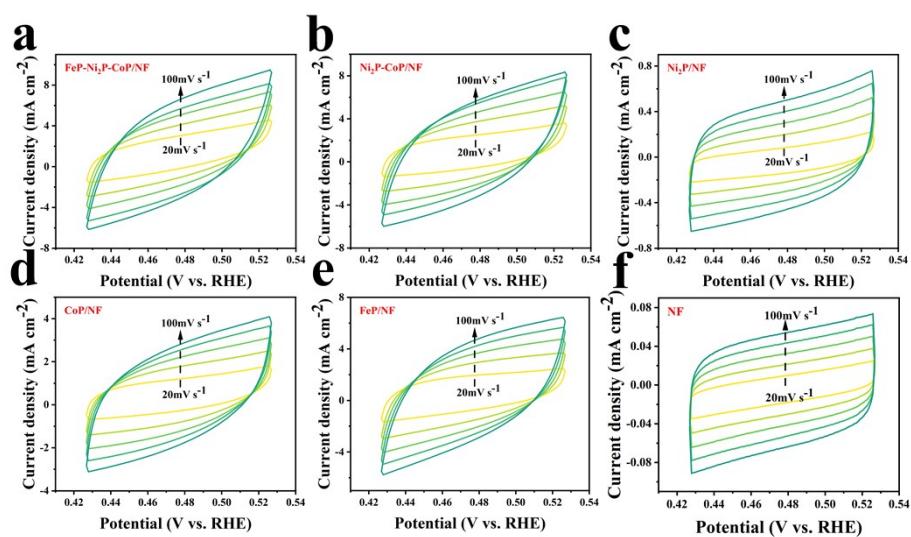 a
FeP-Ni₂P-CoP/NF
100mV s⁻¹
20mV s⁻¹
Current density (mA cm⁻²)
8
4
0
-4
-8
0.42 0.44 0.46 0.48 0.50 0.52 0.54
Potential (V vs. RHE)
b
Ni₂P-CoP/NF
100mV s⁻¹
20mV s⁻¹
Current density (mA cm⁻²)
8
4
0
-4
-8
0.42 0.44 0.46 0.48 0.50 0.52 0.54
Potential (V vs. RHE)
c
Ni₂P/NF
100mV s⁻¹
20mV s⁻¹
Current density (mA cm⁻²)
0.8
0.4
0.0
-0.4
-0.8
0.42 0.44 0.46 0.48 0.50 0.52 0.54
Potential (V vs. RHE)
d
CoP/NF
100mV s⁻¹
20mV s⁻¹
Current density (mA cm⁻²)
4
2
0
-2
-4
0.42 0.44 0.46 0.48 0.50 0.52 0.54
Potential (V vs. RHE)
e
FeP/NF
100mV s⁻¹
20mV s⁻¹
Current density (mA cm⁻²)
8
4
0
-4
0.42 0.44 0.46 0.48 0.50 0.52 0.54
Potential (V vs. RHE)
f
NF
100mV s⁻¹
20mV s⁻¹
Current density (mA cm⁻²)
0.08
0.04
0.00
-0.04
-0.08
0.42 0.44 0.46 0.48 0.50 0.52 0.54
Potential (V vs. RHE)